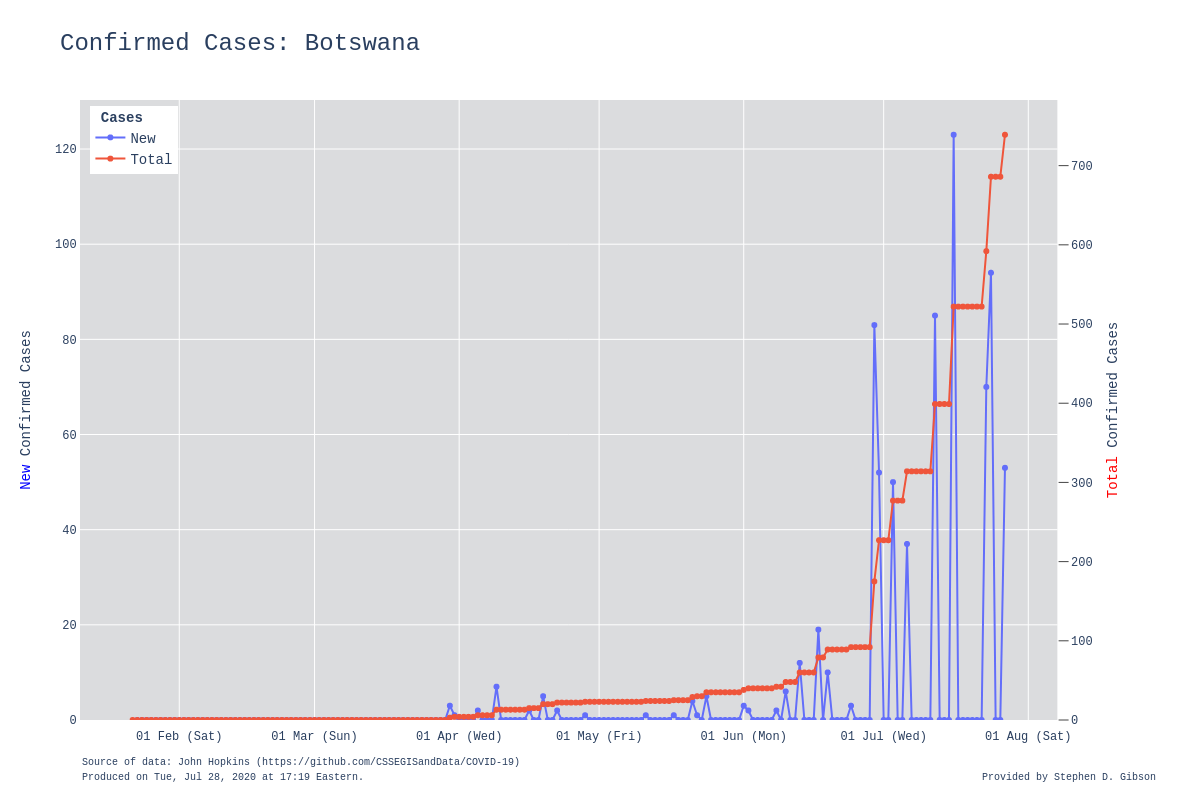 Confirmed Cases: Botswana
Cases
New
Total
120
100
80
60
40
20
0
700
600
500
400
300
200
100
0
New Confirmed Cases
Total Confirmed Cases
01 Feb (Sat)
01 Mar (Sun)
01 Apr (Wed)
01 May (Fri)
01 Jun (Mon)
01 Jul (Wed)
01 Aug (Sat)
Source of data: John Hopkins (https://github.com/CSSEGISandData/COVID-19)
Produced on Tue, Jul 28, 2020 at 17:19 Eastern.
Provided by Stephen D. Gibson